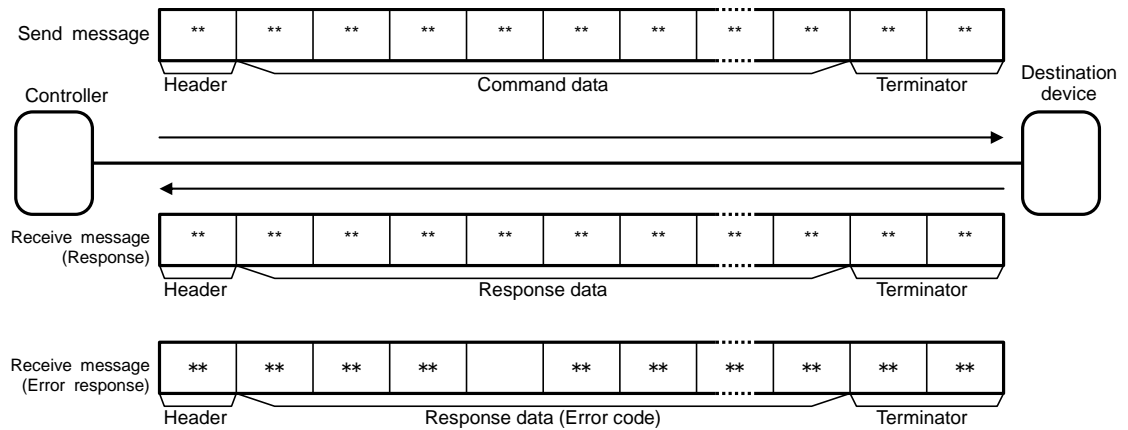 Send message ** ** ** ** ** ** ** ** ** ** **
Header Command data Terminator
Controller
Destination
device
Receive message
(Response)
** ** ** ** ** ** ** ** ** ** **
Header Response data Terminator
Receive message
(Error response)
** ** ** ** ** ** ** ** ** **
Header Response data (Error code) Terminator